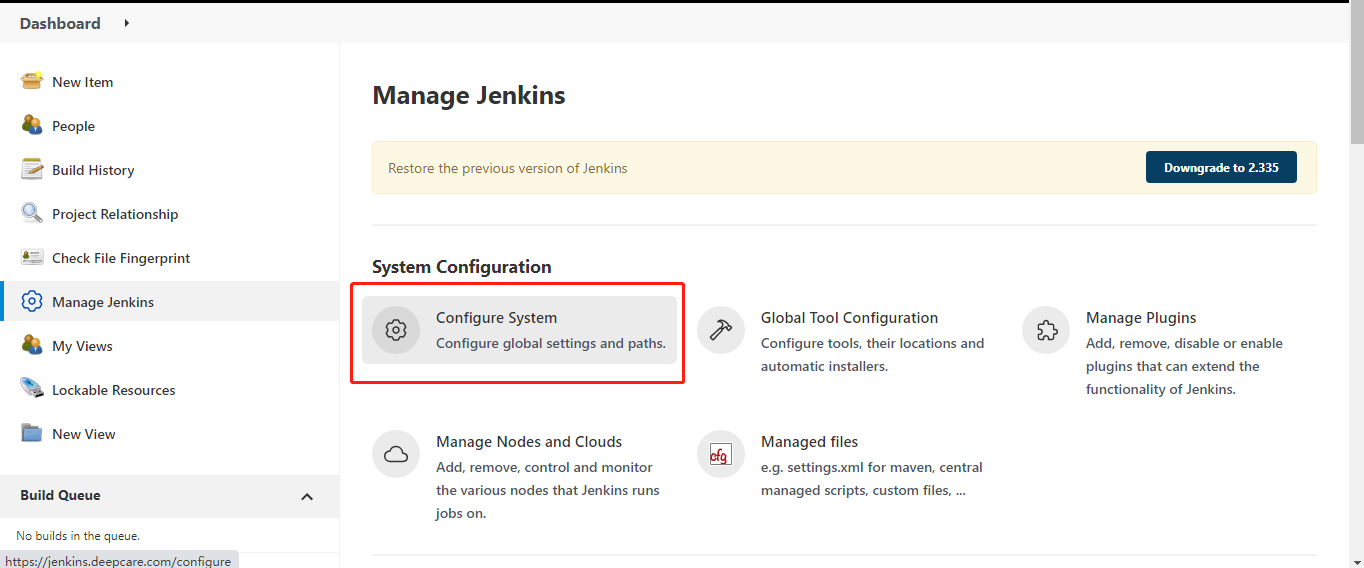 Dashboard
New Item
People
Build History
Project Relationship
Check File Fingerprint
Manage Jenkins
My Views
Lockable Resources
New View
Build Queue
No builds in the queue.
https://jenkins.deepcare.com/configure
Manage Jenkins
Restore the previous version of Jenkins
Downgrade to 2.335
System Configuration
Configure System
Configure global settings and paths.
Global Tool Configuration
Configure tools, their locations and
automatic installers.
Manage Plugins
Add, remove, disable or enable
plugins that can extend the
functionality of Jenkins.
Manage Nodes and Clouds
Add, remove, control and monitor
the various nodes that Jenkins runs
jobs on.
cfg
Managed files
e.g. settings.xml for maven, central
managed scripts, custom files, ...